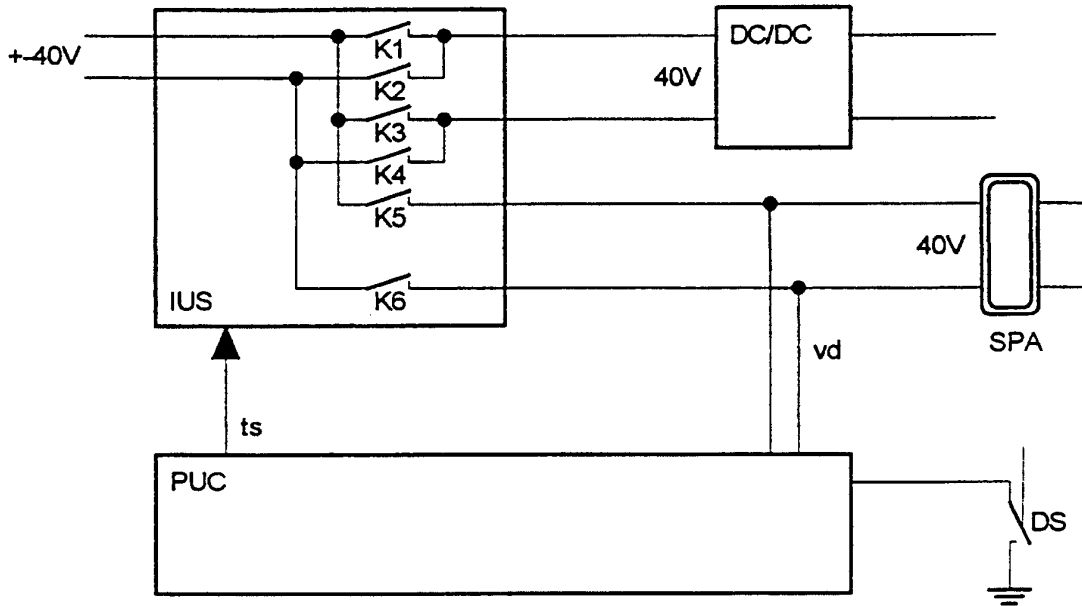 +-40V
K1
K2
K3
K4
K5
K6
IUS
DC/DC
40V
40V
SPA
vd
ts
PUC
DS